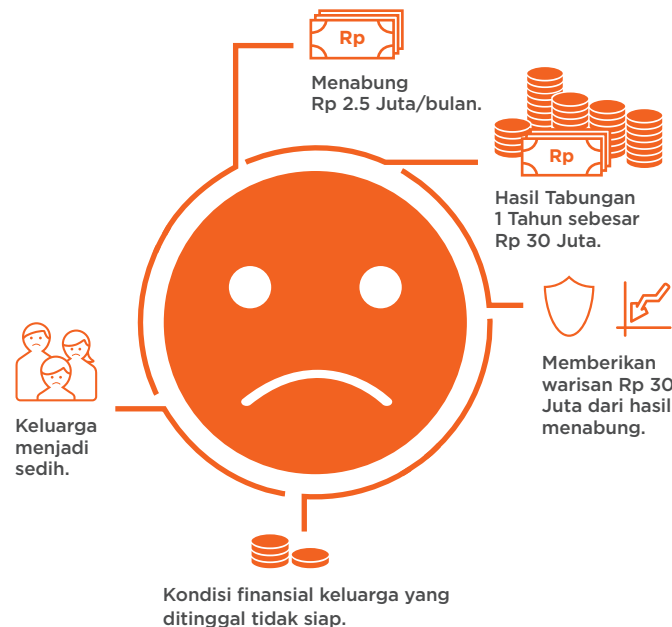 Rp
Menabung
Rp 2.5 Juta/bulan.
Rp
Hasil Tabungan
1 Tahun sebesar
Rp 30 Juta.
Memberikan
warisan Rp 30
Juta dari hasil
menabung.
Keluarga
menjadi
sedih.
Kondisi finansial keluarga yang
ditinggal tidak siap.